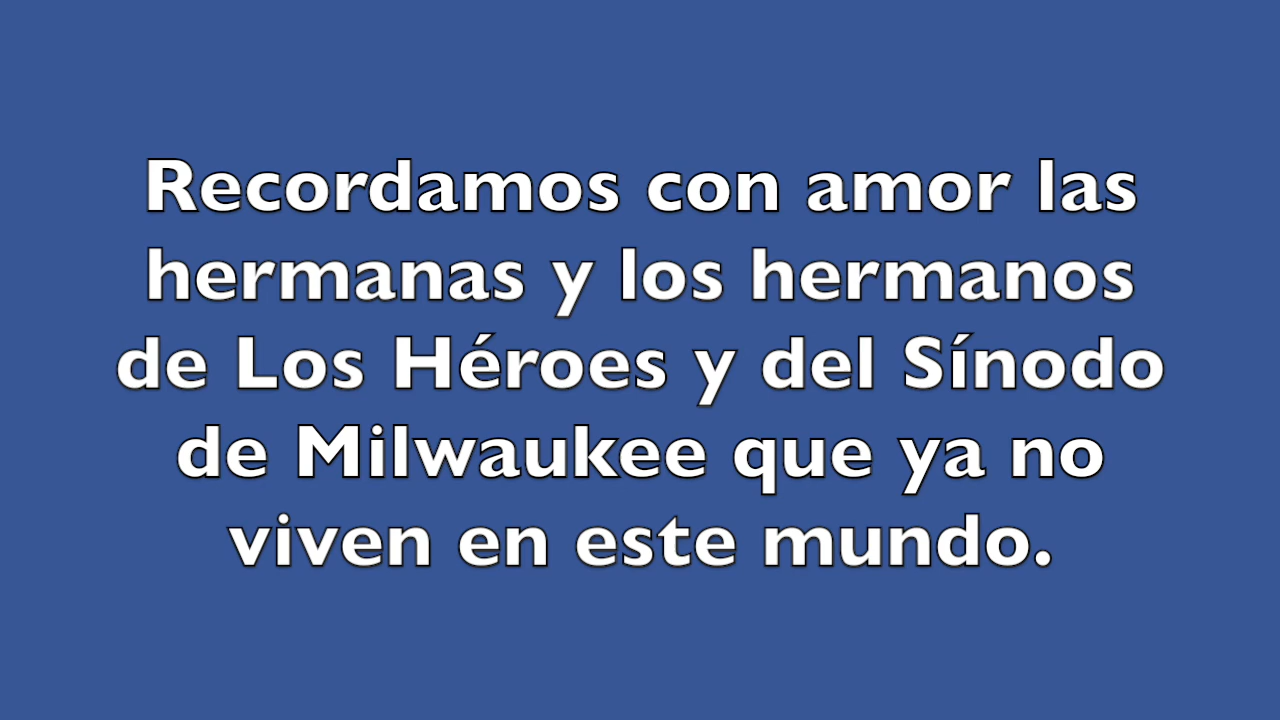 Recordamos con amor las
hermanas y los hermanos
de Los Héroes y del Sínodo
de Milwaukee que ya no
viven en este mundo.